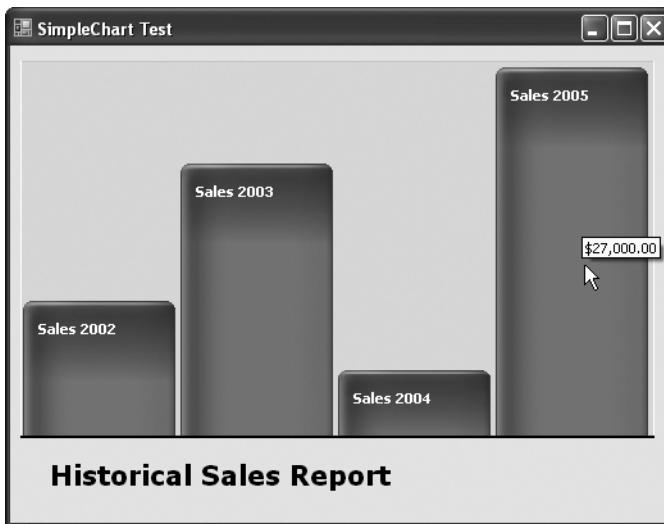 SimpleChart Test
Sales 2005
Sales 2003
$27,000.00
Sales 2002
Sales 2004
Historical Sales Report